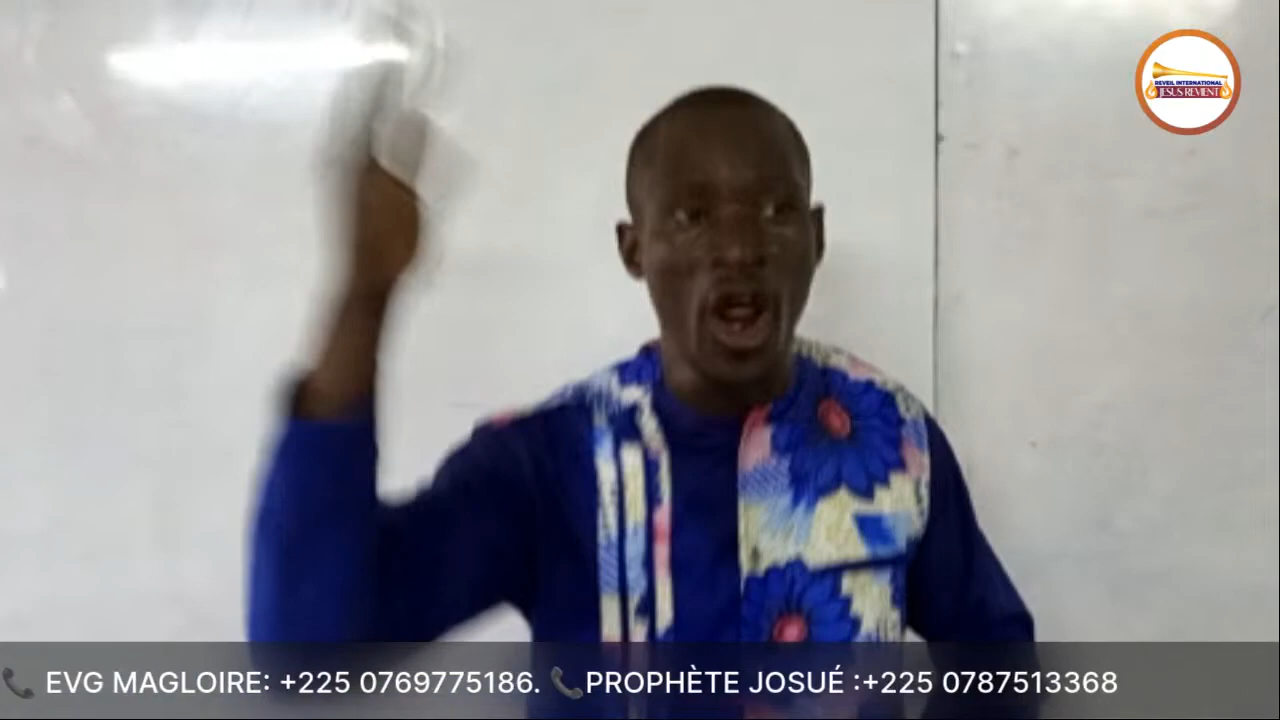 REVEIL INTERNATIONAL
JESUS REVIENT
EVG MAGLOIRE: +225 0769775186. 📞PROPHÈTE JOSUÉ :+225 0787513368